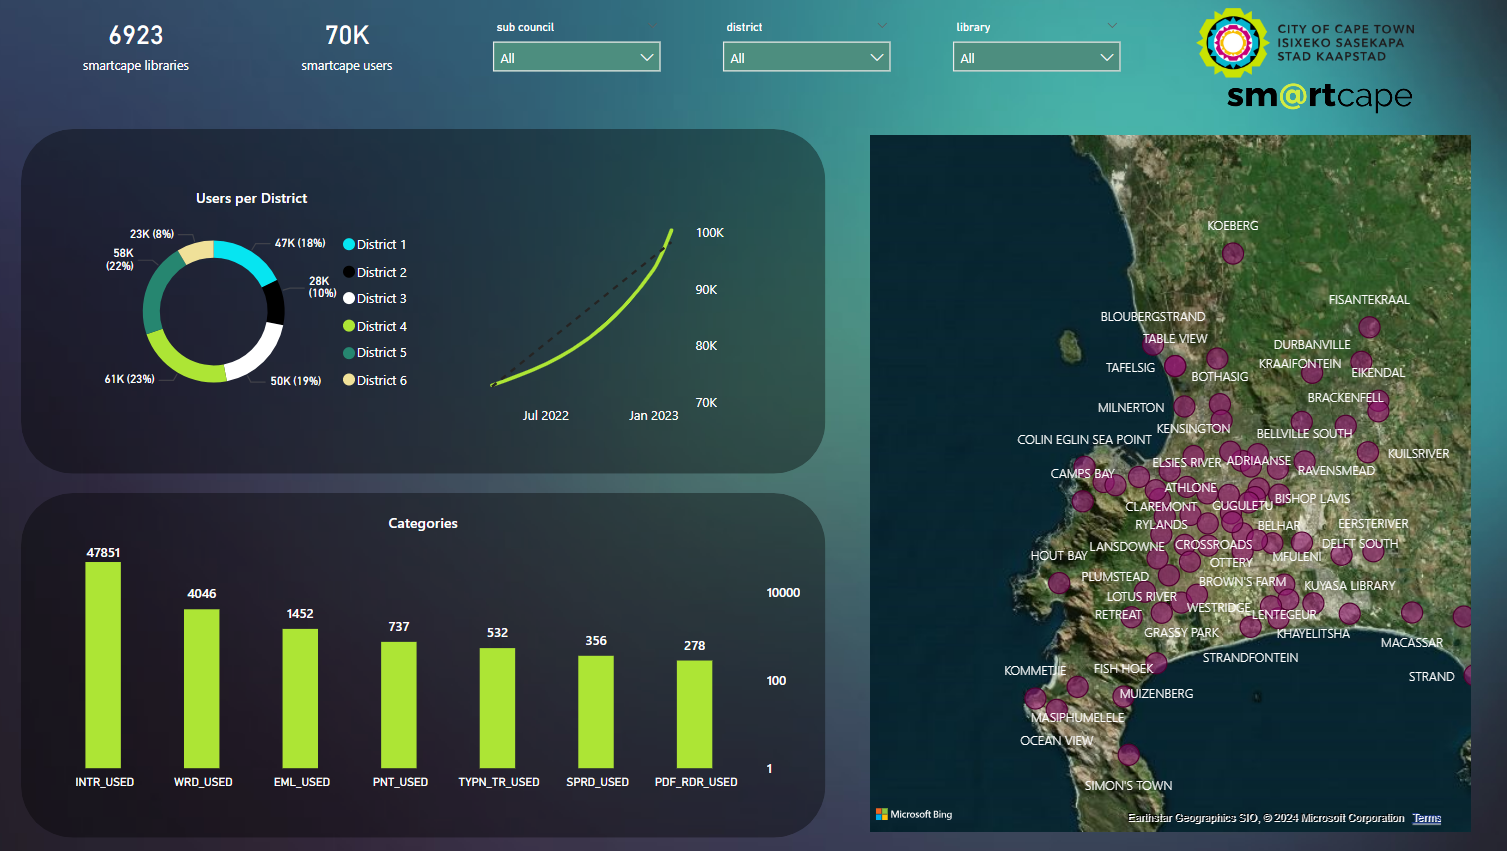 6923
smartcape libraries
70K
smartcape users
sub council
All
district
All
library
All
CITY OF CAPE TOWN
ISIXEKO SASEKAPA
STAD KAAPSTAD
sm@rtcape
Users per District
23K (8%)
47K (18%)
58K
(22%)
28K
(10%)
61K (23%)
50K (19%)
District 1
District 2
District 3
District 4
District 5
District 6
100K
90K
80K
70K
Jul 2022
Jan 2023
Categories
47851
4046
1452
737
532
356
278
10000
100
1
INTR_USED
WRD_USED
EML_USED
PNT_USED
TYPN_TR_USED
SPRD_USED
PDF_RDR_USED
KOEBERG
FISANTEKRAAL
BLOUBERGSTRAND
TABLE VIEW
DURBANVILLE
TAFELSIG
KRAAIFONTEIN
BOTHASIG
EIKENDAL
MILNERTON
BRACKENFELL
KENSINGTON
BELLVILLE SOUTH
COLIN EGLIN SEA POINT
KUILSRIVER
CAMPS BAY
ELSIES RIVER
ADRIAANSE
RAVENSMEAD
ATHLONE
BISHOP LAVIS
CLAREMONT
GUGULETU
RYLANDS
BELHAR
EERSTERIVER
LANSDOWNE
CROSSROADS
DELFT SOUTH
HOUT BAY
OTTERY
MFULENI
PLUMSTEAD
BROWN'S FARM
KUYASA LIBRARY
LOTUS RIVER
WESTRIDGE
RETREAT
LENTEGEUR
GRASSY PARK
KHAYELITSHA
MACASSAR
STRANDFONTEIN
KOMMETJIE
FISH HOEK
STRAND
MUIZENBERG
MASIPHUMELELE
OCEAN VIEW
SIMON'S TOWN
Microsoft Bing
Earthstar Geographics SIO, © 2024 Microsoft Corporation Terms